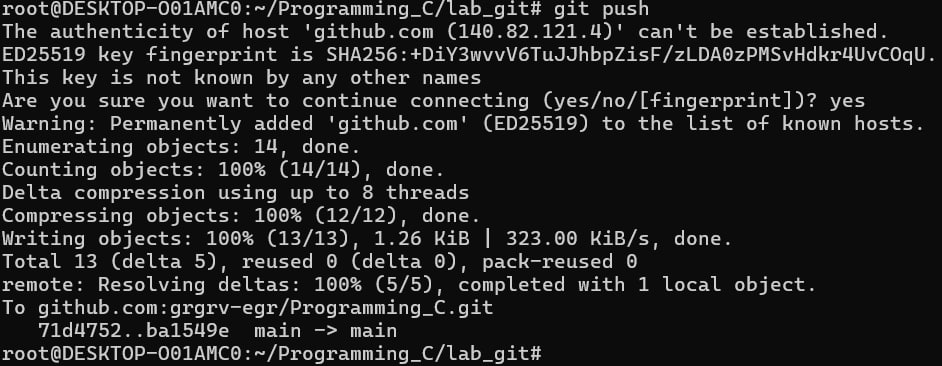 root@DESKTOP-O01AMC0:~/Programming_C/lab_git# git push
The authenticity of host 'github.com (140.82.121.4)' can't be established.
ED25519 key fingerprint is SHA256:+DiY3wvvV6TuJJhbpZisF/zLDA0zPMSvHdkr4UvCOqU.
This key is not known by any other names
Are you sure you want to continue connecting (yes/no/[fingerprint])? yes
Warning: Permanently added 'github.com' (ED25519) to the list of known hosts.
Enumerating objects: 14, done.
Counting objects: 100% (14/14), done.
Delta compression using up to 8 threads
Compressing objects: 100% (12/12), done.
Writing objects: 100% (13/13), 1.26 KiB | 323.00 KiB/s, done.
Total 13 (delta 5), reused 0 (delta 0), pack-reused 0
remote: Resolving deltas: 100% (5/5), completed with 1 local object.
To github.com:grgrv-egr/Programming_C.git
   71d4752..ba1549e  main -> main
root@DESKTOP-O01AMC0:~/Programming_C/lab_git#